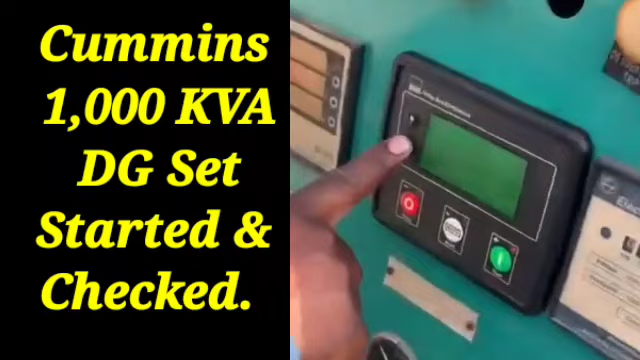 Cummins
1,000 KVA
DG Set
Started &
Checked.